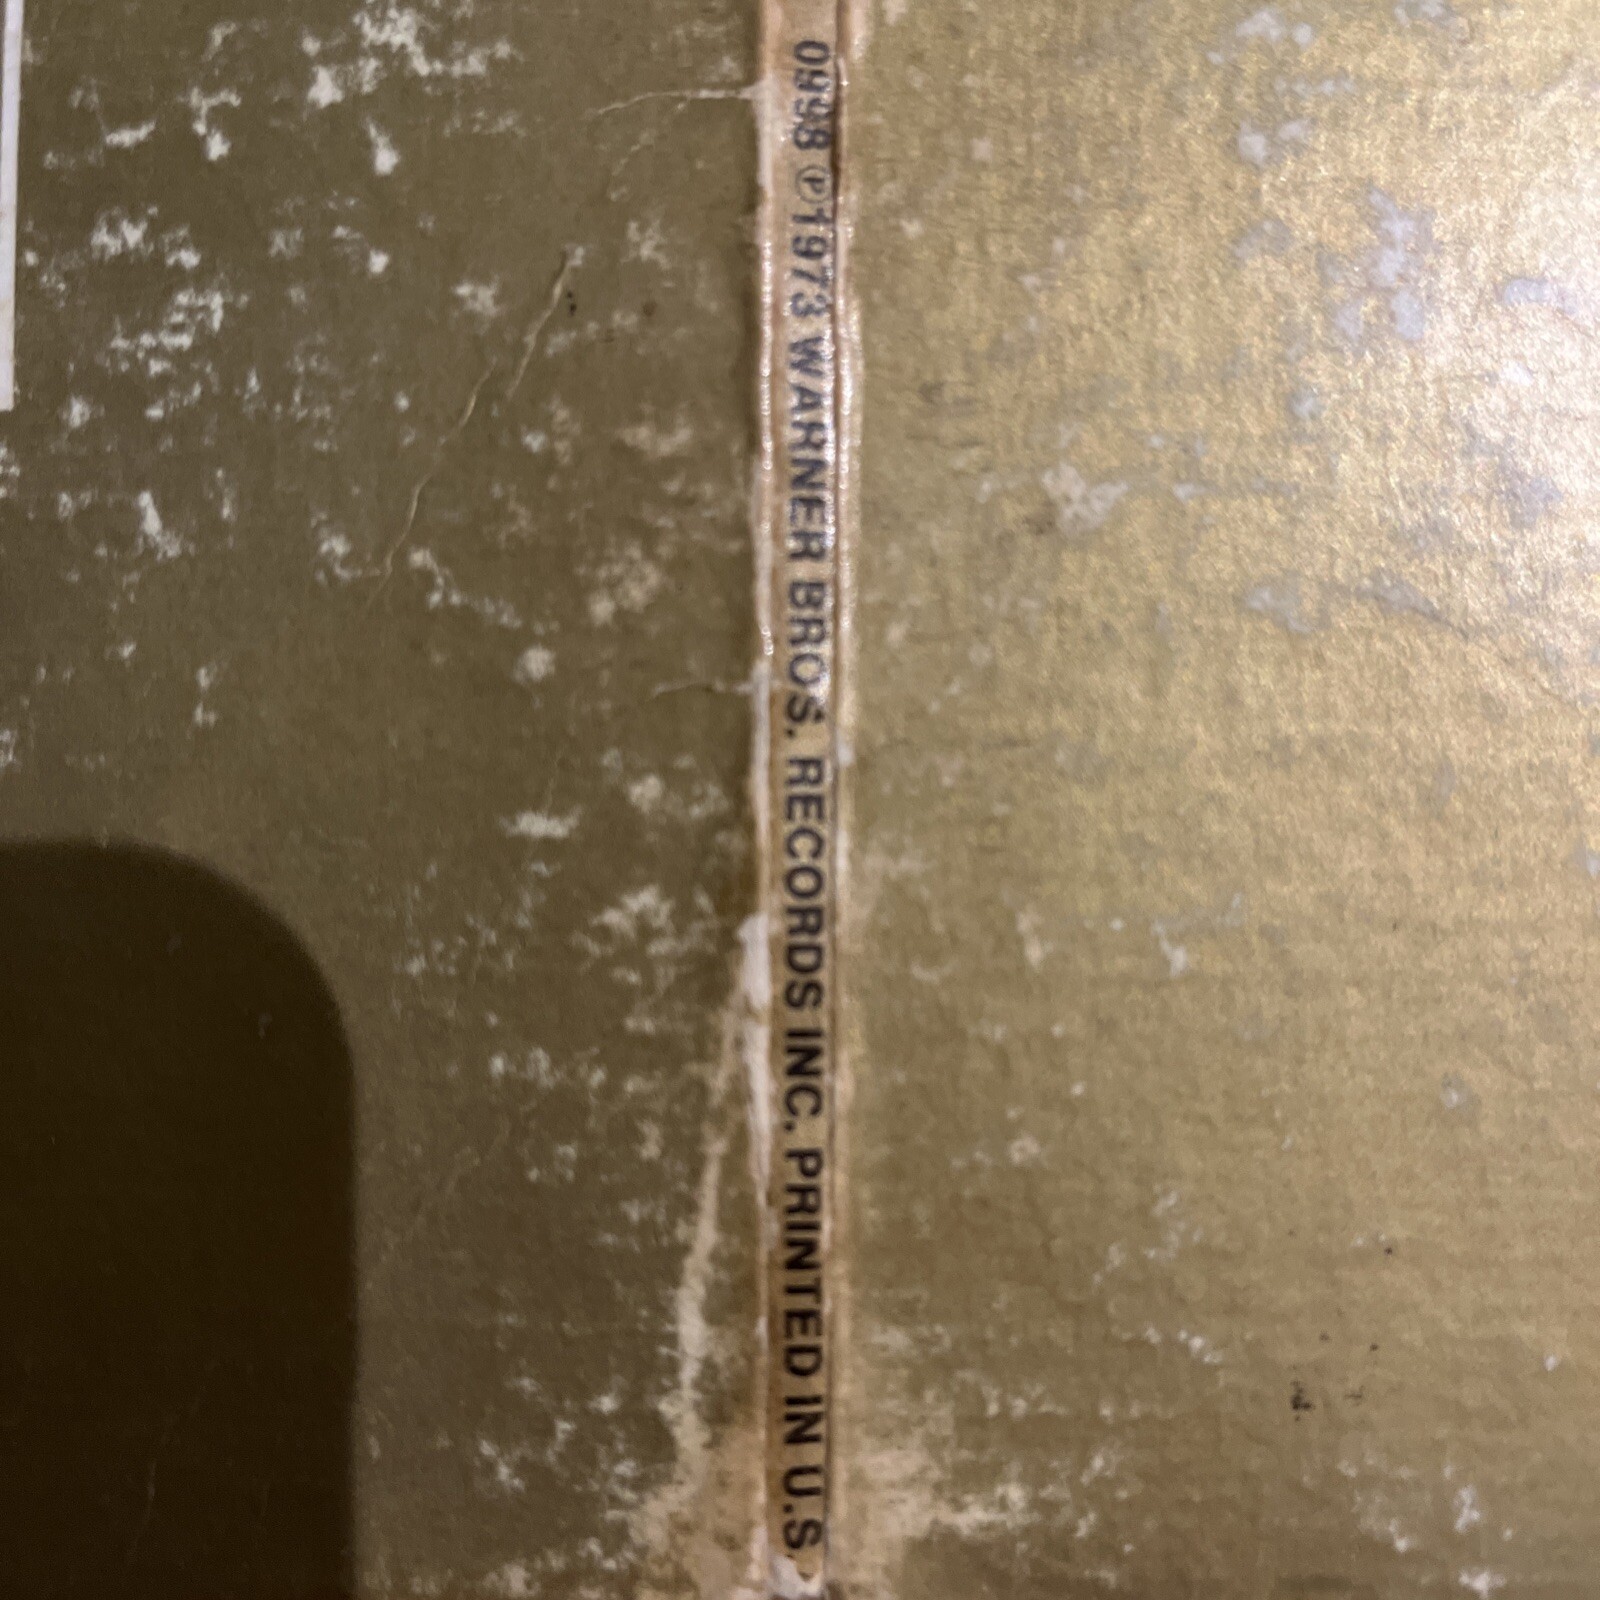 0998 ℗1973 WARNER BROS. RECORDS INC. PRINTED IN U.S.